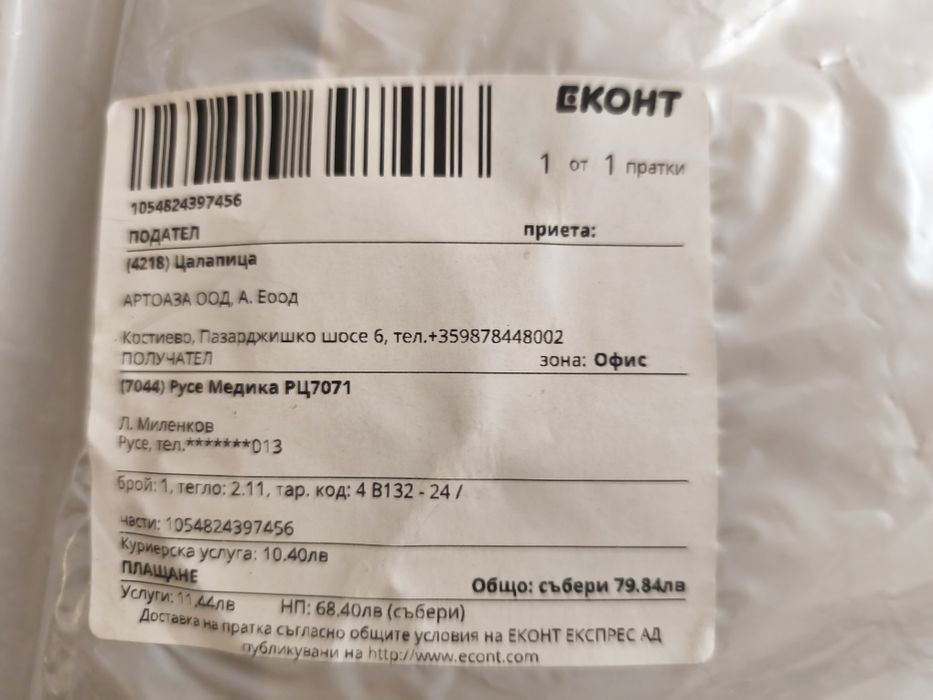 ЕКОНТ
1 от 1 пратки
1054824397456
ПОДАТЕЛ приета:
(4218) Цалапица
АРТОАЗА ООД, А. Еоод
Костиево, Пазарджишко шосе 6, тел.+359878448002
ПОЛУЧАТЕЛ зона: Офис
(7044) Русе Медика РЦ7071
Л. Миленков
Русе, тел.*******013
брой: 1, тегло: 2.11, тар. код: 4 B132 - 24 /
части: 1054824397456
Куриерска услуга: 10.40лв
ПЛАЩАНЕ Общо: събери 79.84лв
Услуги: 11.44лв НП: 68.40лв (събери)
Доставка на пратка съгласно общите условия на ЕКОНТ ЕКСПРЕС АД
публикувани на http://www.econt.com